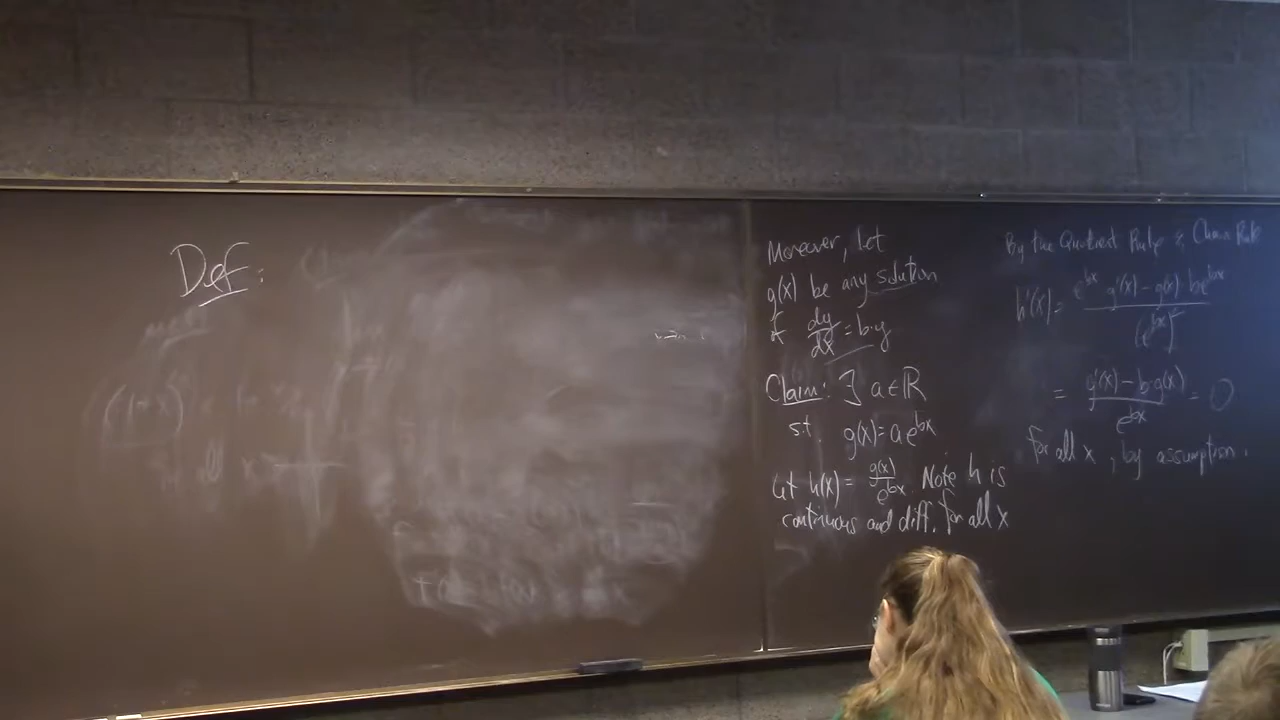 Def:
Moreover, Let
g(x) be any solution
of dy/dx = b·y
Claim: ∃ a ∈ ℝ
s.t. g(x) = a e^{bx}
Let h(x) = g(x)/e^{bx}. Note h is
continuous and diff. for all x
By the Quotient Rule & Chain Rule
h'(x) = (e^{bx} g'(x) - g(x) b e^{bx})/(e^{bx})^2
= (g'(x) - b·g(x))/e^{bx} = 0
for all x, by assumption.